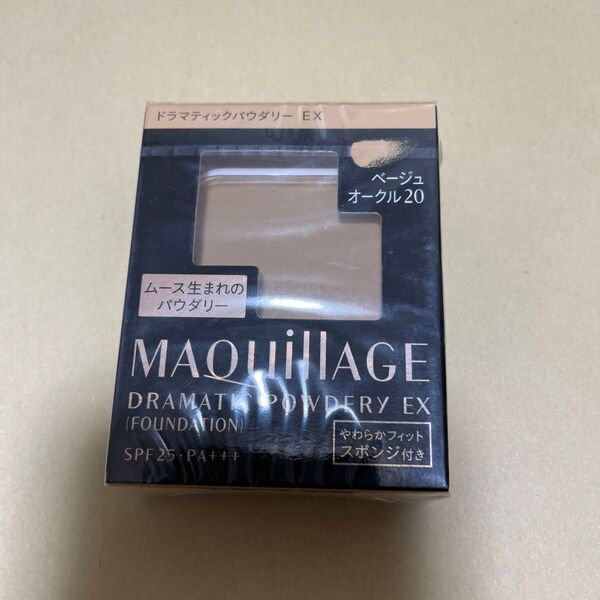 ドラマティックパウダリー EX
ベージュ
オークル20
ムース生まれの
パウダリー
MAQuillAGE
DRAMATIC POWDERY EX
(FOUNDATION)
SPF25・PA+++
やわらかフィット
スポンジ付き